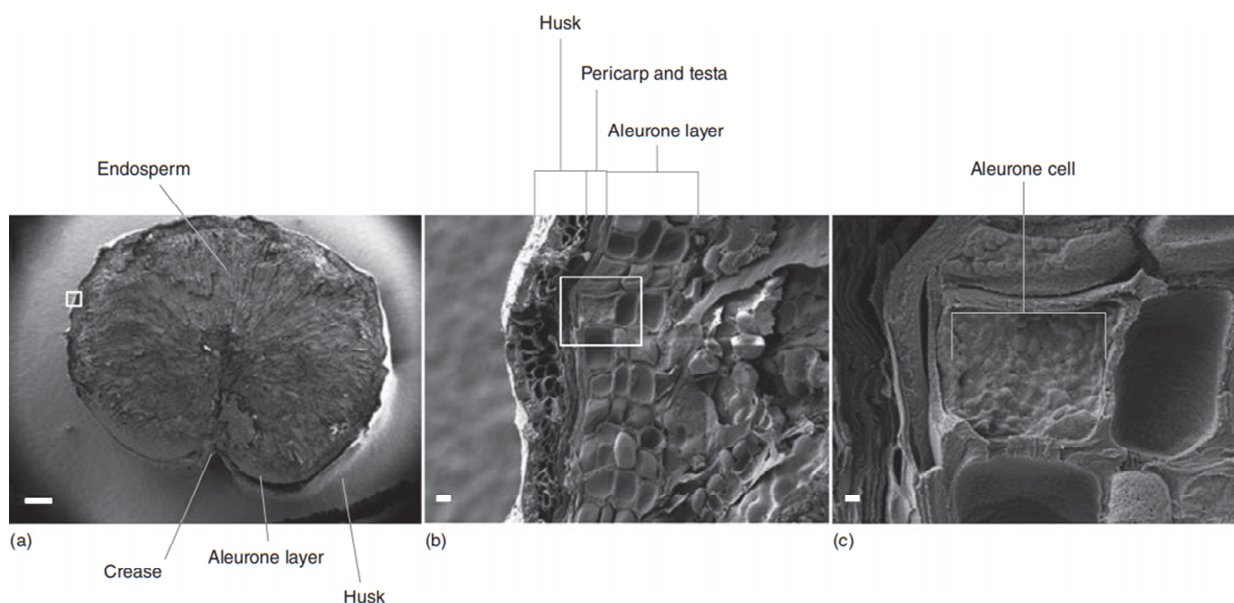 Husk
Pericarp and testa
Aleurone layer
Endosperm
Aleurone cell
(a)
(b)
(c)
Crease
Aleurone layer
Husk